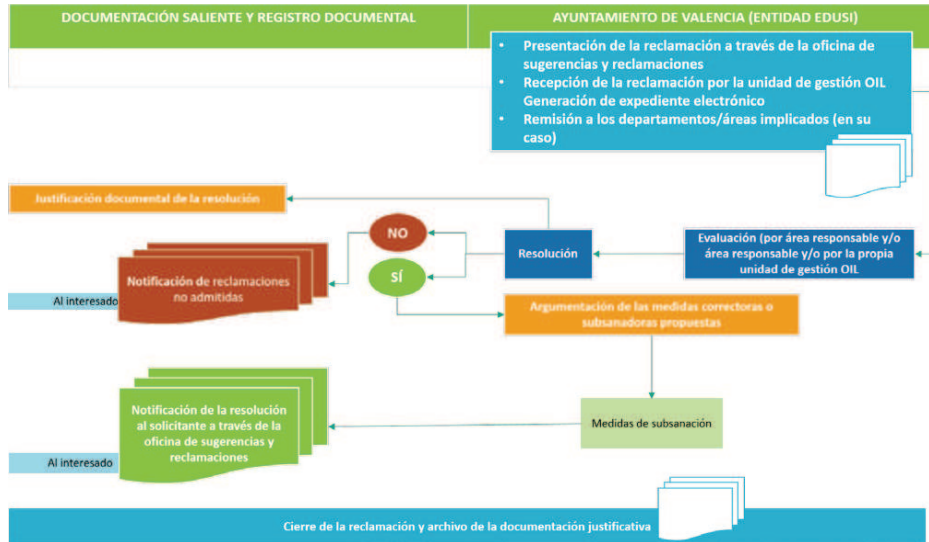 DOCUMENTACIÓN SALIENTE Y REGISTRO DOCUMENTAL
AYUNTAMIENTO DE VALENCIA (ENTIDAD EDUSI)
• Presentación de la reclamación a través de la oficina de
sugerencias y reclamaciones
• Recepción de la reclamación por la unidad de gestión OIL
Generación de expediente electrónico
• Remisión a los departamentos/áreas implicados (en su
caso)
Justificación documental de la resolución
NO
SÍ
Resolución
Evaluación (por área responsable y/o
área responsable y/o por la propia
unidad de gestión OIL
Notificación de reclamaciones
no admitidas
Al interesado
Argumentación de las medidas correctoras o
subsanadoras propuestas
Notificación de la resolución
al solicitante a través de la
oficina de sugerencias y
reclamaciones
Al interesado
Medidas de subsanación
Cierre de la reclamación y archivo de la documentación justificativa